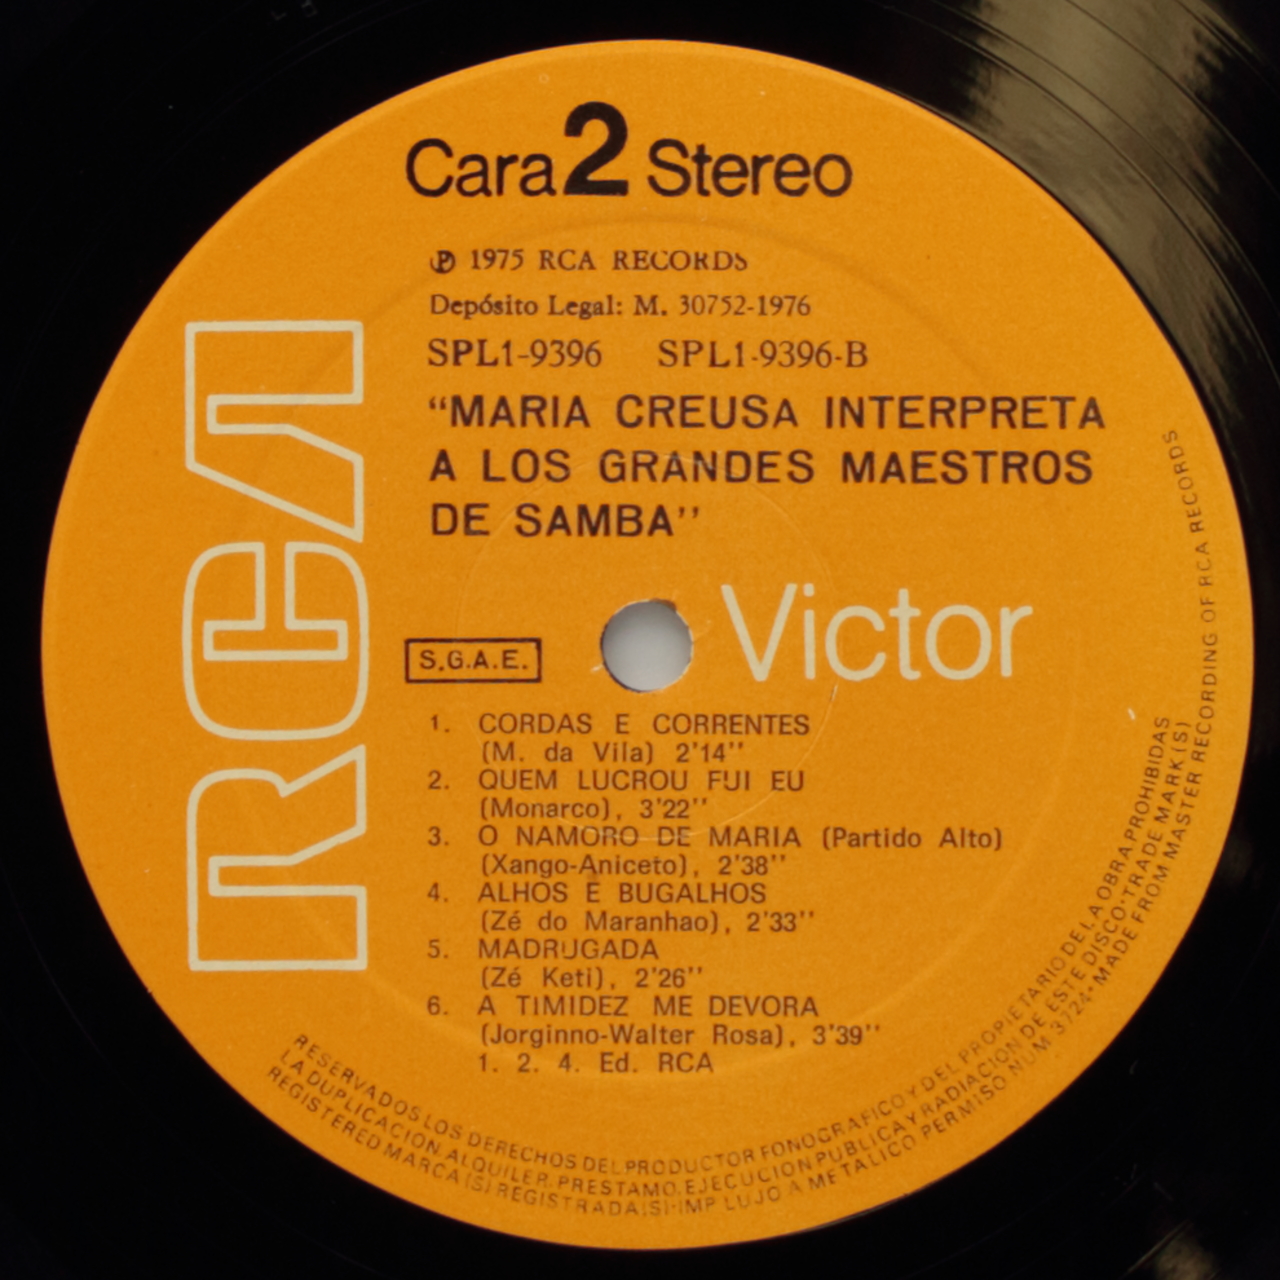 Cara 2 Stereo
℗ 1975 RCA RECORDS
Depósito Legal: M. 30752-1976
SPL1-9396 SPL1-9396-B
“MARIA CREUSA INTERPRETA
A LOS GRANDES MAESTROS
DE SAMBA”
RCA
Victor
S.G.A.E.
1. CORDAS E CORRENTES
(M. da Vila) 2'14''
2. QUEM LUCROU FUI EU
(Monarco), 3'22''
3. O NAMORO DE MARIA (Partido Alto)
(Xango-Aniceto), 2'38''
4. ALHOS E BUGALHOS
(Zé do Maranhao), 2'33''
5. MADRUGADA
(Zé Keti), 2'26''
6. A TIMIDEZ ME DEVORA
(Jorginno-Walter Rosa), 3'39''
1. 2. 4. Ed. RCA
RESERVADOS LOS DERECHOS DEL PRODUCTOR FONOGRAFICO Y DEL PROPIETARIO DE LA OBRA PROHIBIDAS
LA DUPLICACION, ALQUILER, PRESTAMO, EJECUCION PUBLICA Y RADIACION DE ESTE DISCO·TRADE MARK(S)
REGISTERED MARCA(S) REGISTRADA(S)·IMP LUJO A METALICO PERMISO NUM 3724·MADE FROM MASTER RECORDING OF RCA RECORDS